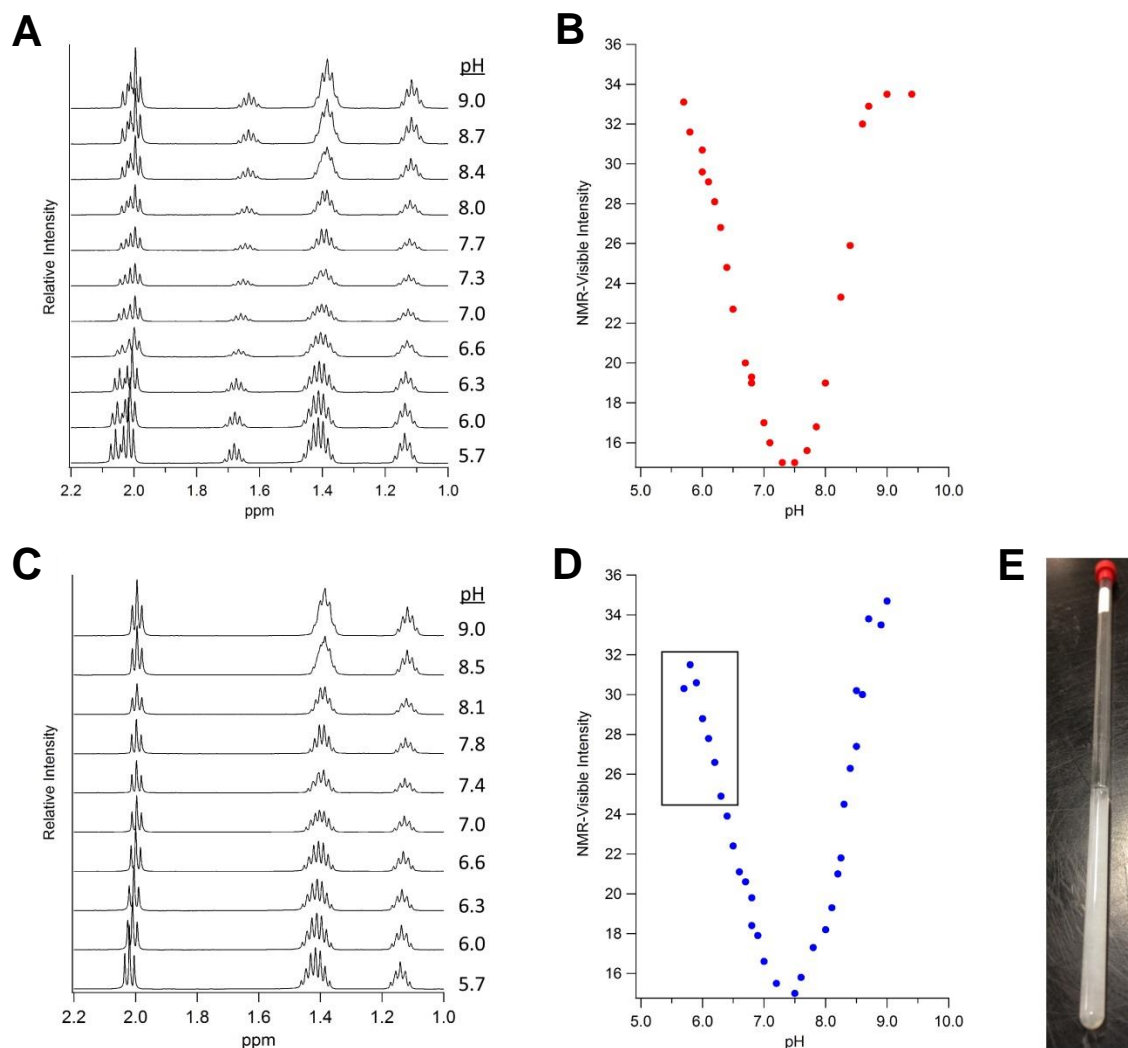 A
pH
9.0
8.7
8.4
8.0
7.7
7.3
7.0
6.6
6.3
6.0
5.7
Relative Intensity
2.2 2.0 1.8 1.6 1.4 1.2 1.0
ppm
B
36
34
32
30
28
26
24
22
20
18
16
NMR-Visible Intensity
5.0 6.0 7.0 8.0 9.0 10.0
pH
C
pH
9.0
8.5
8.1
7.8
7.4
7.0
6.6
6.3
6.0
5.7
Relative Intensity
2.2 2.0 1.8 1.6 1.4 1.2 1.0
ppm
D
36
34
32
30
28
26
24
22
20
18
16
NMR-Visible Intensity
5.0 6.0 7.0 8.0 9.0 10.0
pH
E